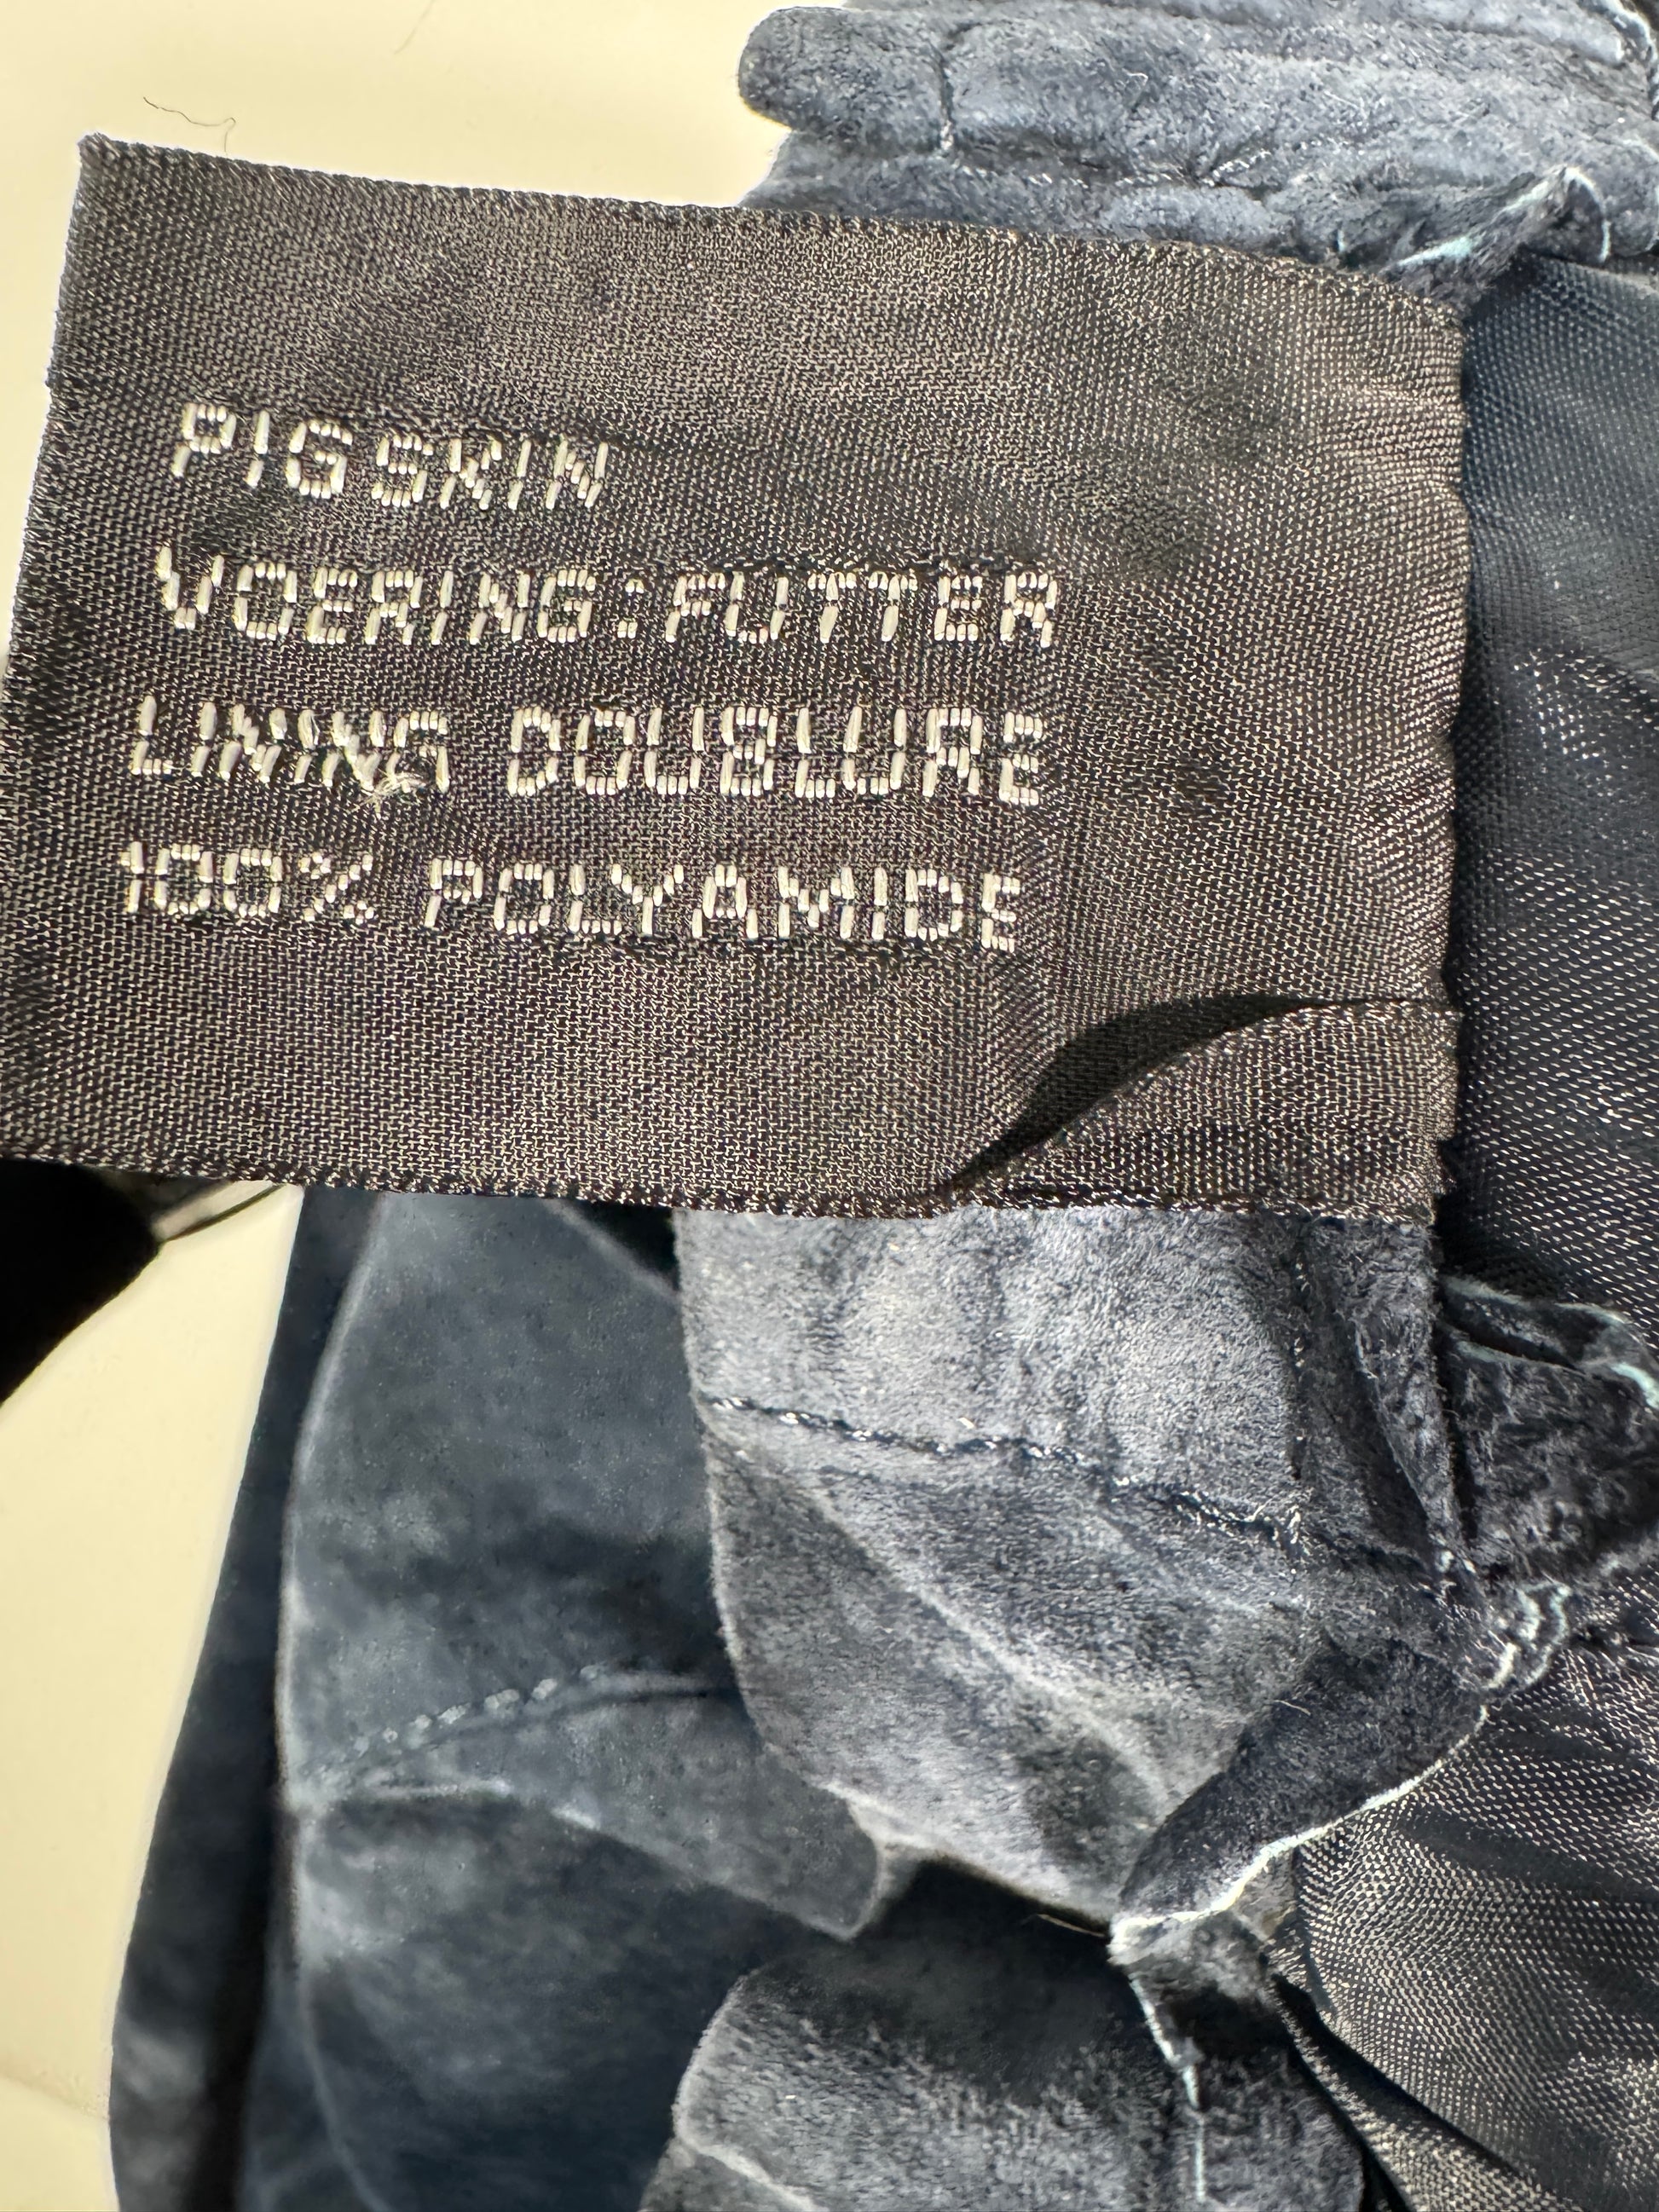 PIGSKIN
VOERING:FUTTER
LINING DOUBLURE
100% POLYAMIDE